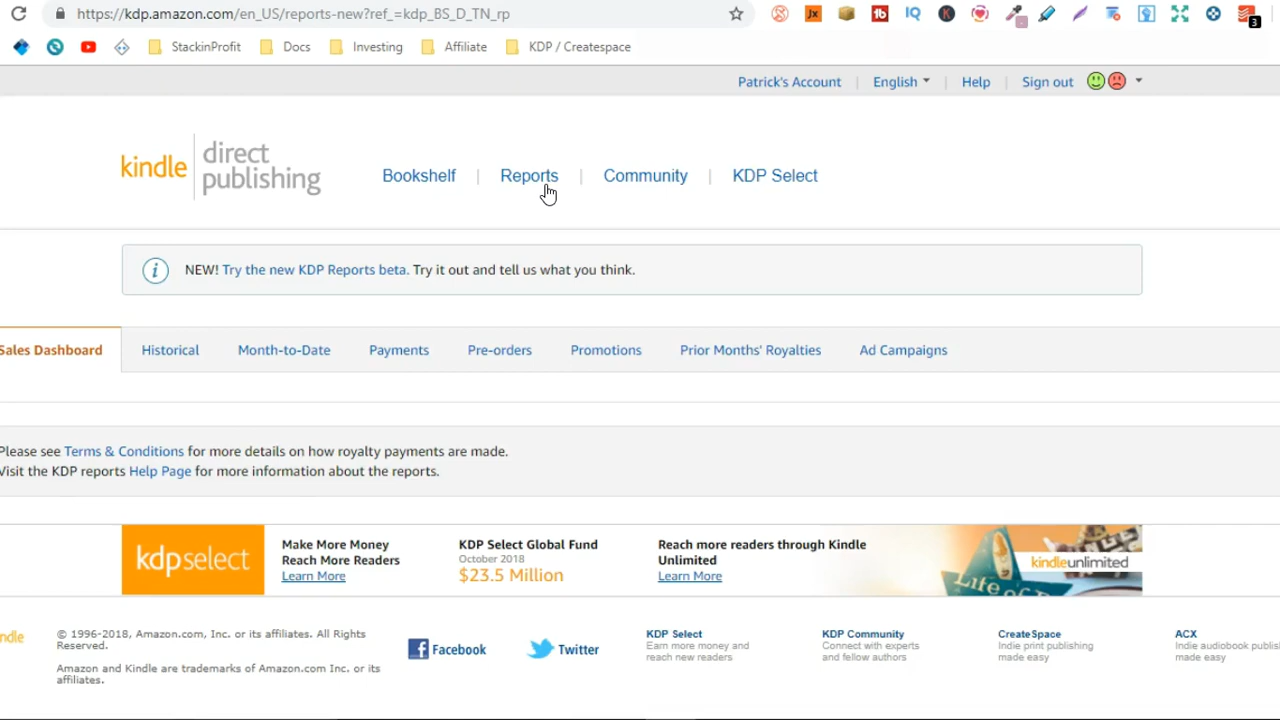 https://kdp.amazon.com/en_US/reports-new?ref_=kdp_BS_D_TN_rp
StackinProfit Docs Investing Affiliate KDP / Createspace
Patrick's Account English Help Sign out
kindle direct publishing
Bookshelf Reports Community KDP Select
NEW! Try the new KDP Reports beta. Try it out and tell us what you think.
Sales Dashboard Historical Month-to-Date Payments Pre-orders Promotions Prior Months' Royalties Ad Campaigns
Please see Terms & Conditions for more details on how royalty payments are made.
Visit the KDP reports Help Page for more information about the reports.
kdpselect
Make More Money
Reach More Readers
Learn More
KDP Select Global Fund
October 2018
$23.5 Million
Reach more readers through Kindle
Unlimited
Learn More
Life of
kindleunlimited
© 1996-2018, Amazon.com, Inc. or its affiliates. All Rights
Reserved.
Amazon and Kindle are trademarks of Amazon.com Inc. or its
affiliates.
Facebook
Twitter
KDP Select
Earn more money and
reach new readers
KDP Community
Connect with experts
and fellow authors
CreateSpace
Indie print publishing
made easy
ACX
Indie audiobook
made easy